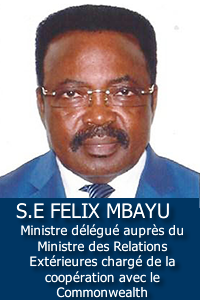 S.E FELIX MBAYU
Ministre délégué auprès du
Ministre des Relations
Extérieures chargé de la
coopération avec le
Commonwealth